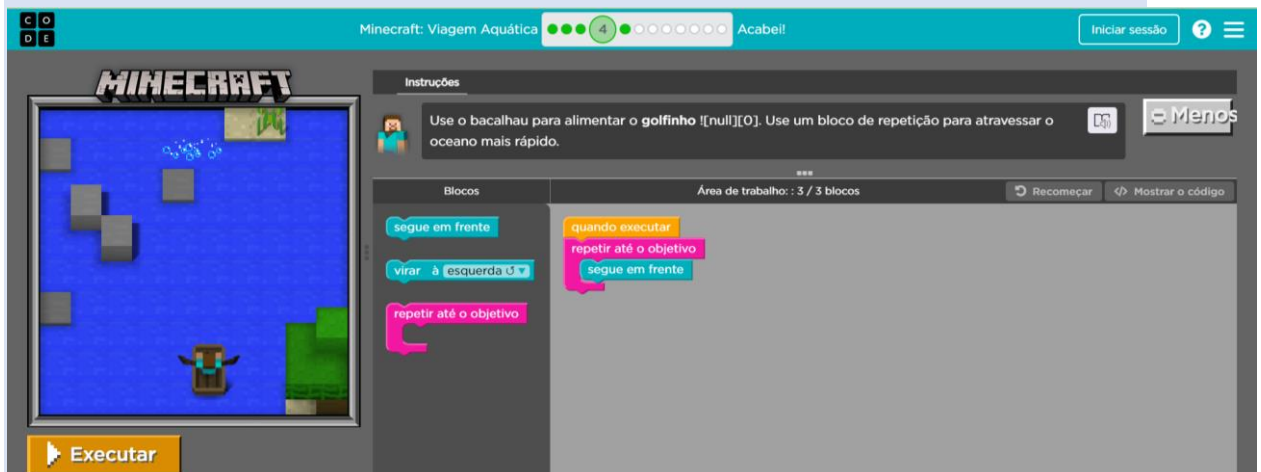 CO
DE
Minecraft: Viagem Aquática 4 Acabei! Iniciar sessão ?
MINECRAFT
Instruções
Use o bacalhau para alimentar o golfinho ![null][0]. Use um bloco de repetição para atravessar o
oceano mais rápido.
Menos
Blocos Área de trabalho: : 3 / 3 blocos Recomeçar </> Mostrar o código
segue em frente
virar à esquerda
repetir até o objetivo
quando executar
repetir até o objetivo
segue em frente
Executar